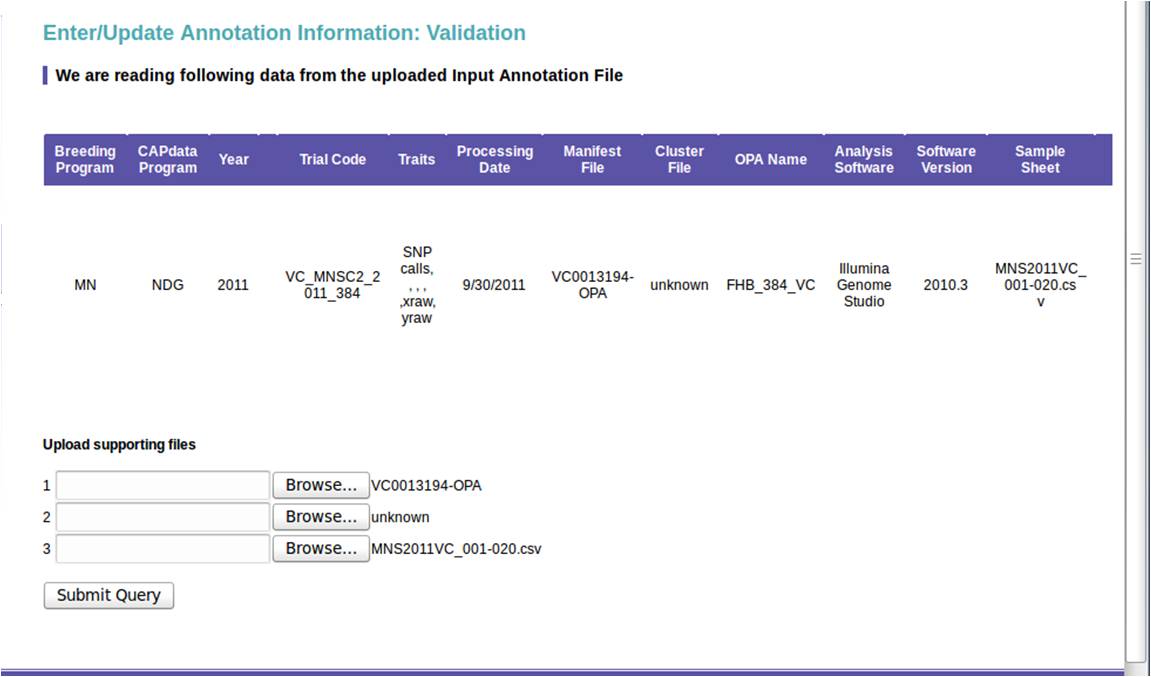 Enter/Update Annotation Information: Validation
We are reading following data from the uploaded Input Annotation File
Breeding Program CAPdata Program Year Trial Code Traits Processing Date Manifest File Cluster File OPA Name Analysis Software Software Version Sample Sheet
MN NDG 2011 VC_MNSC2_2011_384 SNP calls, , , , ,xraw, yraw 9/30/2011 VC0013194-OPA unknown FHB_384_VC Illumina Genome Studio 2010.3 MNS2011VC_001-020.csv
Upload supporting files
1 Browse... VC0013194-OPA
2 Browse... unknown
3 Browse... MNS2011VC_001-020.csv
Submit Query